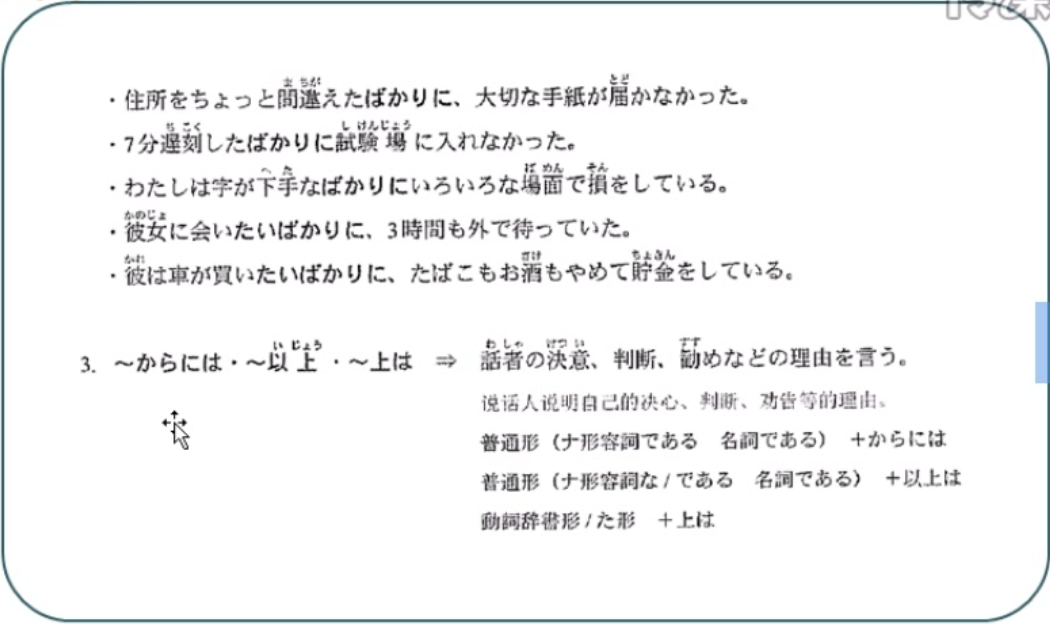 ・住所をちょっと間違えたばかりに、大切な手紙が届かなかった。
・7分遅刻したばかりに試験場に入れなかった。
・わたしは字が下手なばかりにいろいろな場面で損をしている。
・彼女に会いたいばかりに、3時間も外で待っていた。
・彼は車が買いたいばかりに、たばこもお酒もやめて貯金をしている。
3. ～からには・～以上・～上は ⇒ 話者の決意、判断、勧めなどの理由を言う。
说话人说明自己的决心、判断、劝告等的理由。
普通形（ナ形容詞である 名詞である） ＋からには
普通形（ナ形容詞な/である 名詞である） ＋以上は
動詞辞書形/た形 ＋上は